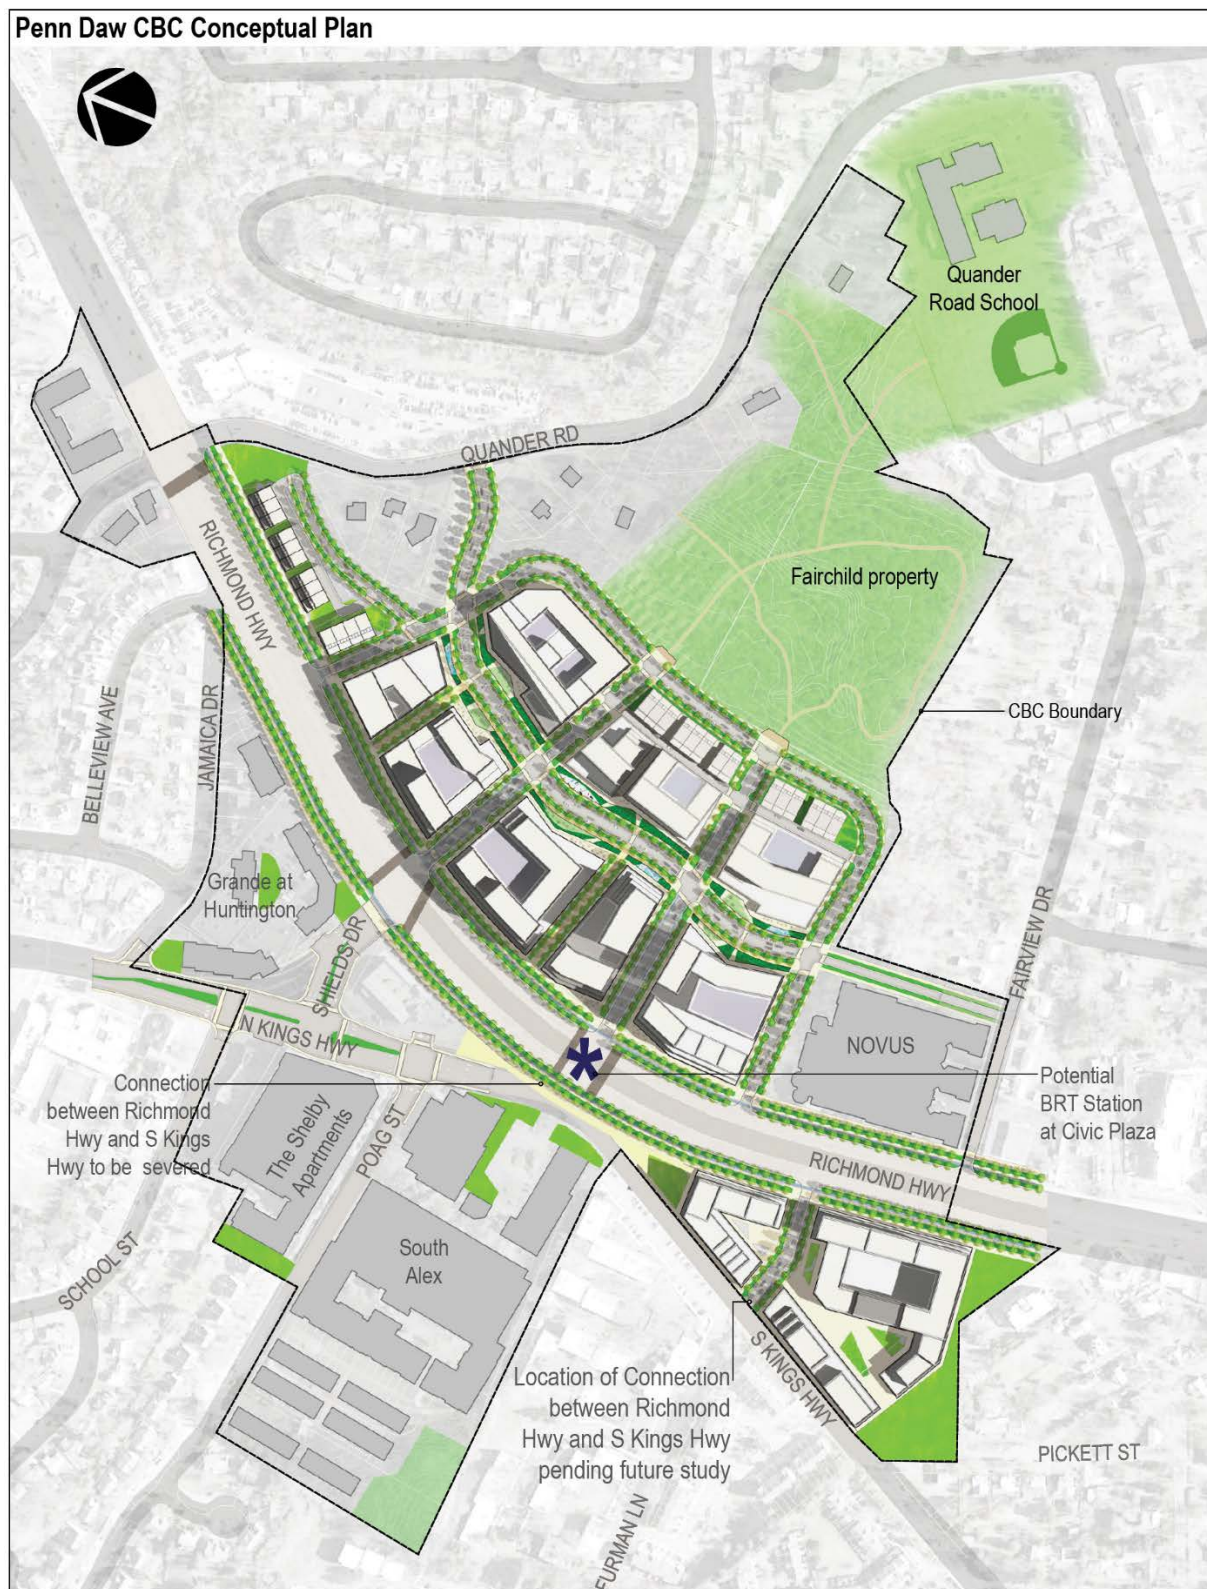 Penn Daw CBC Conceptual Plan
Quander
Road School
QUANDER RD
RICHMOND HWY
Fairchild property
CBC Boundary
BELLEVIEW AVE
JAMAICA DR
Grande at
Huntington
SHIELDS DR
FAIRVIEW DR
N KINGS HWY
NOVUS
Connection
between Richmond
Hwy and S Kings
Hwy to be severed
*
Potential
BRT Station
at Civic Plaza
The Shelby
Apartments
POAG ST
RICHMOND HWY
SCHOOL ST
South
Alex
S KINGS HWY
Location of Connection
between Richmond
Hwy and S Kings Hwy
pending future study
PICKETT ST
FURMAN LN